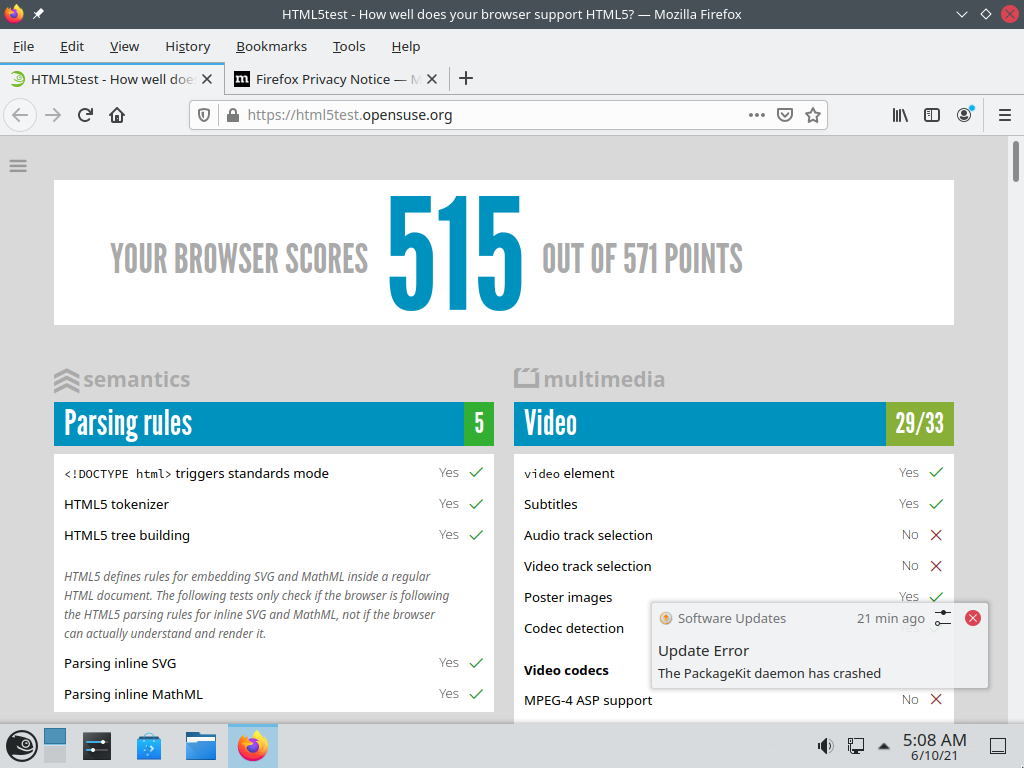 HTML5test - How well does your browser support HTML5? — Mozilla Firefox
File Edit View History Bookmarks Tools Help
HTML5test - How well doe
m Firefox Privacy Notice — M
https://html5test.opensuse.org
YOUR BROWSER SCORES 515 OUT OF 571 POINTS
semantics
Parsing rules 5
<!DOCTYPE html> triggers standards mode Yes
HTML5 tokenizer Yes
HTML5 tree building Yes
HTML5 defines rules for embedding SVG and MathML inside a regular
HTML document. The following tests only check if the browser is following
the HTML5 parsing rules for inline SVG and MathML, not if the browser
can actually understand and render it.
Parsing inline SVG Yes
Parsing inline MathML Yes
multimedia
Video 29/33
video element Yes
Subtitles Yes
Audio track selection No
Video track selection No
Poster images Yes
Codec detection
Video codecs
MPEG-4 ASP support No
Software Updates 21 min ago
Update Error
The PackageKit daemon has crashed
5:08 AM
6/10/21